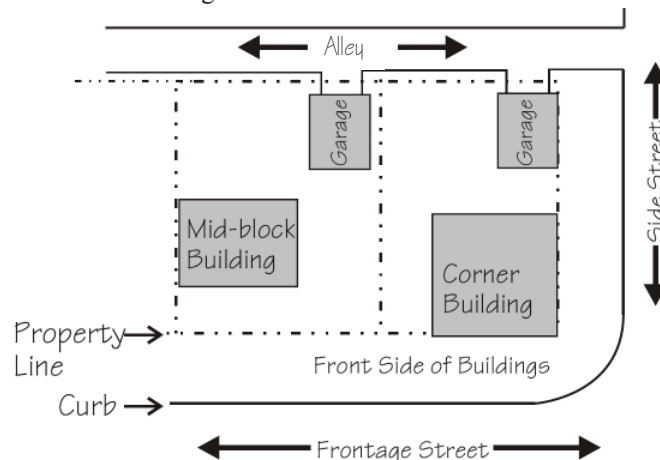 Alley
Garage
Garage
Side Street
Mid-block
Building
Corner
Building
Property
Line
Front Side of Buildings
Curb
Frontage Street